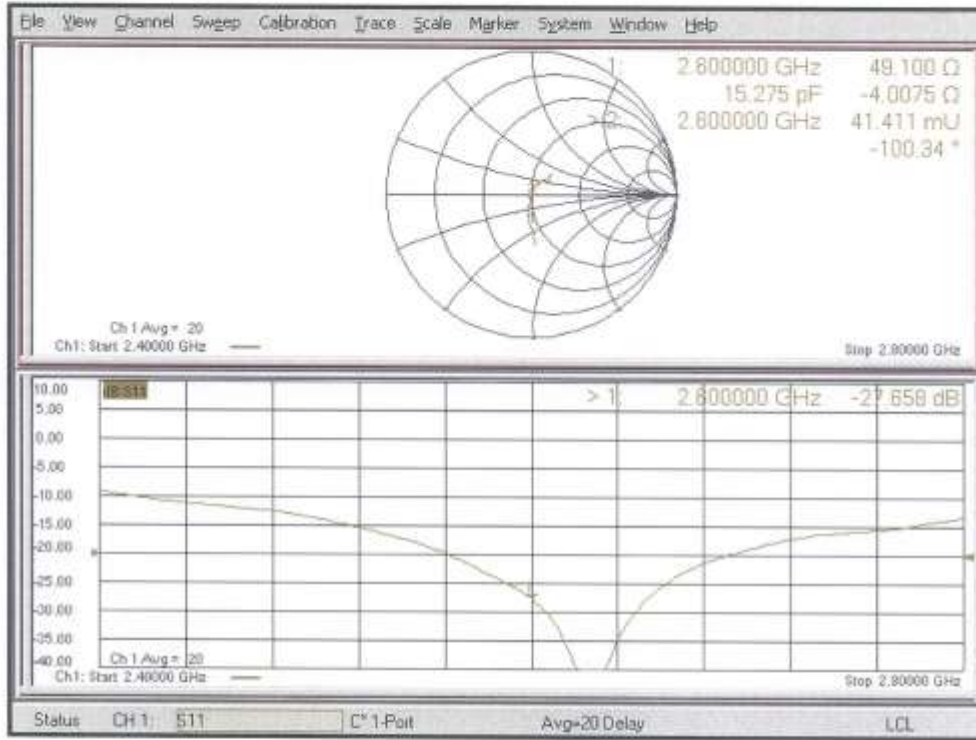 File View Channel Sweep Calibration Trace Scale Marker System Window Help
1: 2.600000 GHz 49.100 Ω
15.275 pF -4.0075 Ω
>2: 2.600000 GHz 41.411 mU
-100.34 °
Ch 1 Avg = 20
Ch1: Start 2.40000 GHz Stop 2.80000 GHz
10.00 dB S11 > 1: 2.600000 GHz -27.658 dB
5.00
0.00
-5.00
-10.00
-15.00
-20.00
-25.00
-30.00
-35.00
-40.00 Ch 1 Avg = 20
Ch1: Start 2.40000 GHz Stop 2.80000 GHz
Status CH 1: S11 C* 1-Port Avg=20 Delay LCL